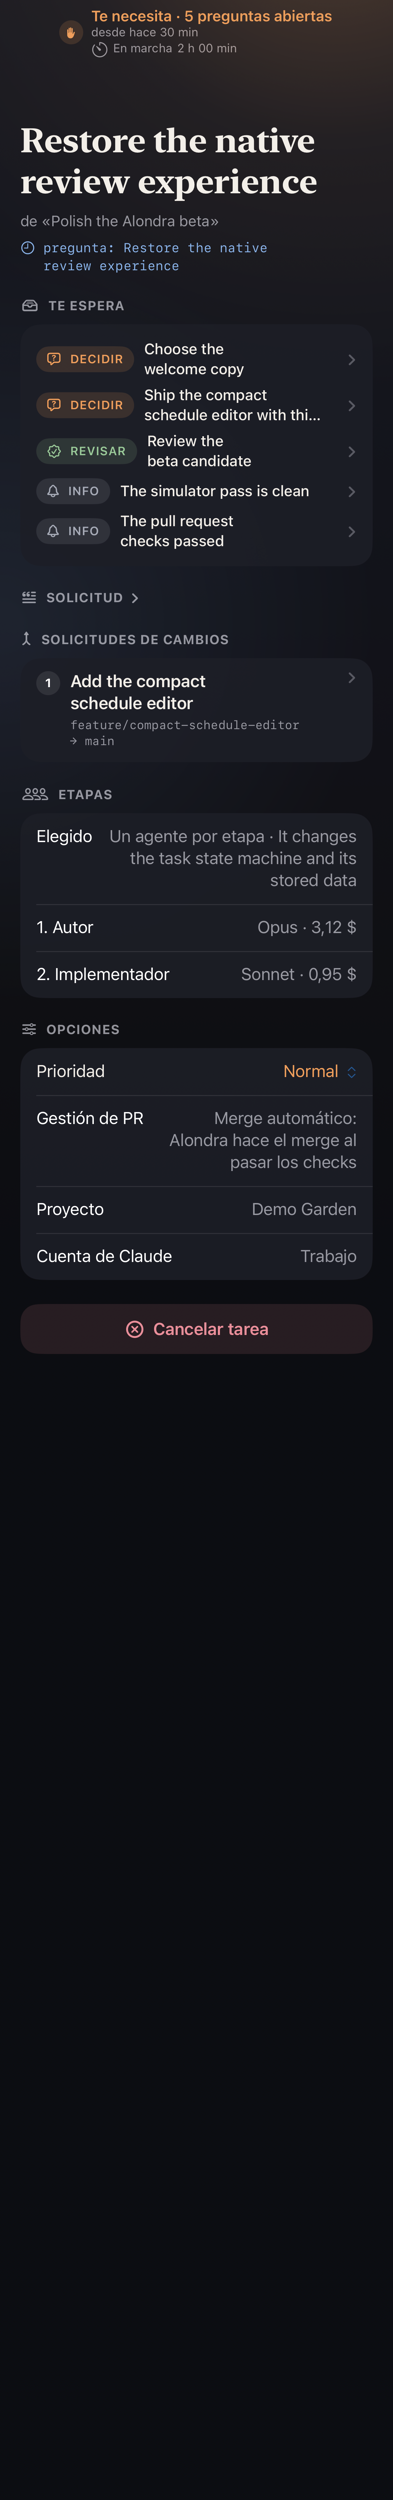 Te necesita · 5 preguntas abiertas
desde hace 30 min
En marcha 2 h 00 min
Restore the native
review experience
de «Polish the Alondra beta»
pregunta: Restore the native
review experience
TE ESPERA
DECIDIR
Choose the
welcome copy
DECIDIR
Ship the compact
schedule editor with thi...
REVISAR
Review the
beta candidate
INFO
The simulator pass is clean
INFO
The pull request
checks passed
SOLICITUD
SOLICITUDES DE CAMBIOS
1
Add the compact
schedule editor
feature/compact-schedule-editor
→ main
ETAPAS
Elegido
Un agente por etapa · It changes
the task state machine and its
stored data
1. Autor
Opus · 3,12 $
2. Implementador
Sonnet · 0,95 $
OPCIONES
Prioridad
Normal
Gestión de PR
Merge automático:
Alondra hace el merge al
pasar los checks
Proyecto
Demo Garden
Cuenta de Claude
Trabajo
Cancelar tarea